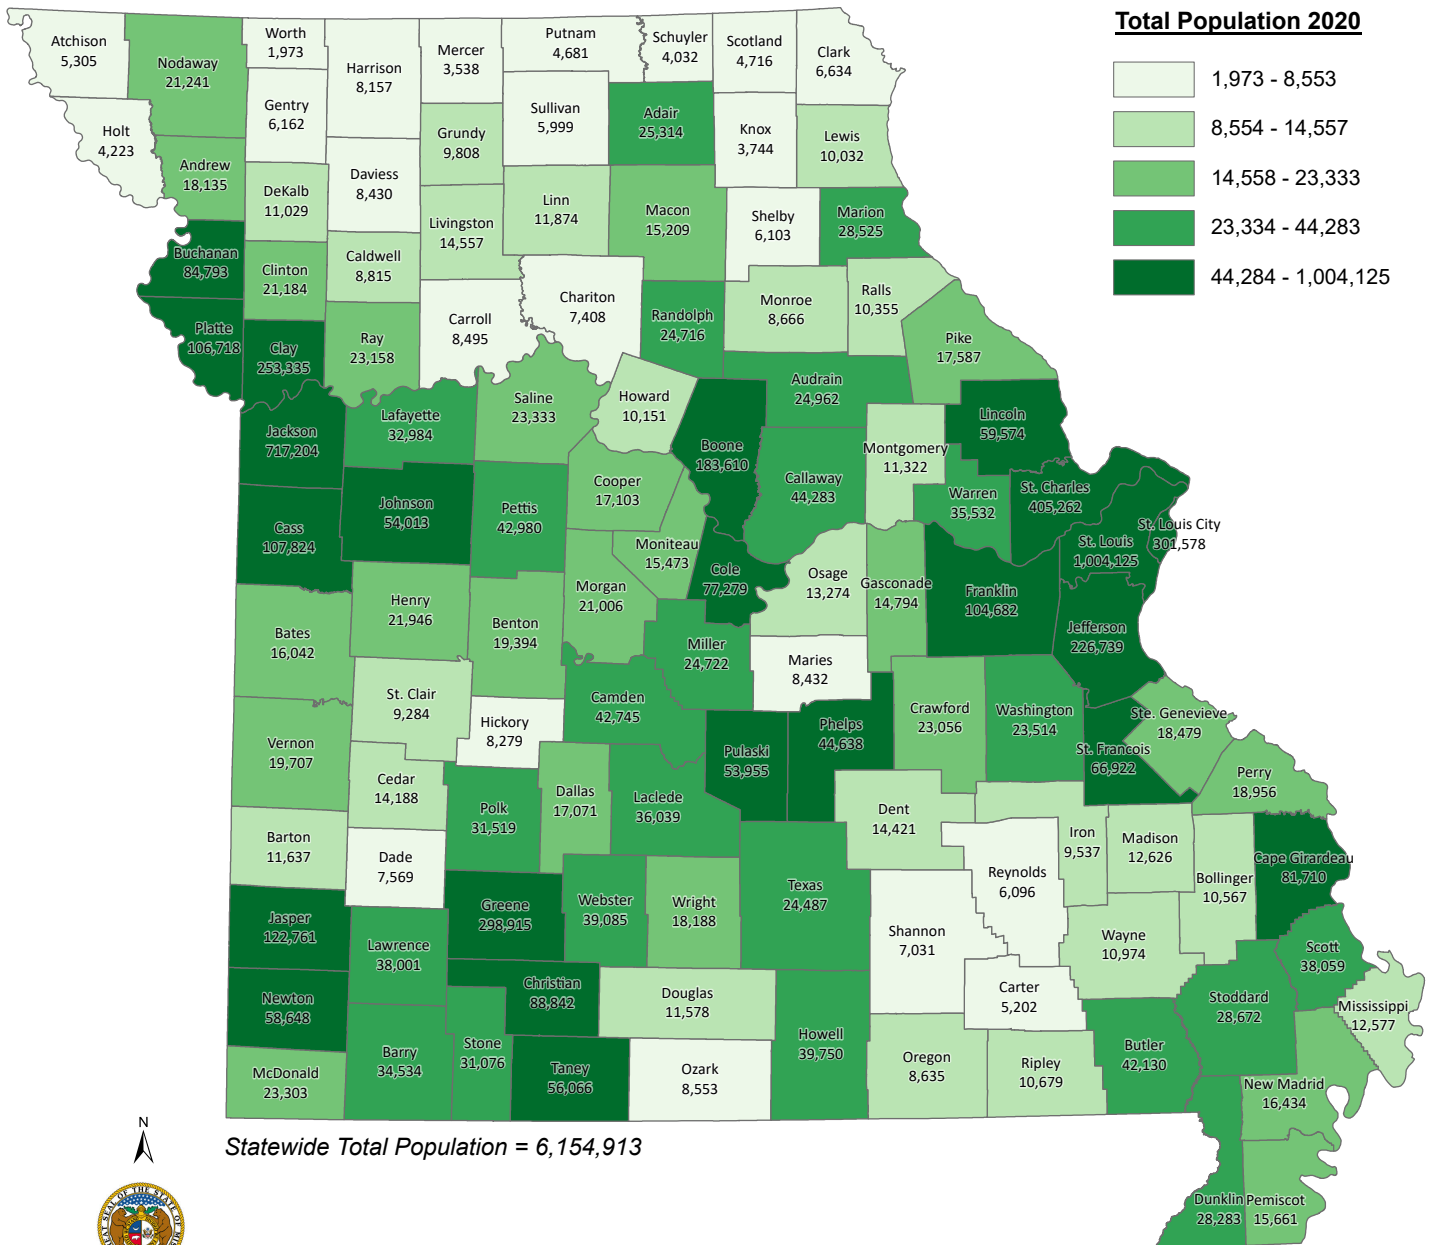 Total Population 2020
1,973 - 8,553
8,554 - 14,557
14,558 - 23,333
23,334 - 44,283
44,284 - 1,004,125
Atchison
5,305
Nodaway
21,241
Worth
1,973
Harrison
8,157
Mercer
3,538
Putnam
4,681
Schuyler
4,032
Scotland
4,716
Clark
6,634
Holt
4,223
Gentry
6,162
Sullivan
5,999
Adair
25,314
Knox
3,744
Lewis
10,032
Grundy
9,808
Andrew
18,135
DeKalb
11,029
Daviess
8,430
Livingston
14,557
Linn
11,874
Macon
15,209
Shelby
6,103
Marion
28,525
Buchanan
84,793
Clinton
21,184
Caldwell
8,815
Carroll
8,495
Chariton
7,408
Randolph
24,716
Monroe
8,666
Ralls
10,355
Pike
17,587
Platte
106,718
Clay
253,335
Ray
23,158
Lafayette
32,984
Saline
23,333
Howard
10,151
Audrain
24,962
Jackson
717,204
Boone
183,610
Montgomery
11,322
Lincoln
59,574
Johnson
54,013
Pettis
42,980
Cooper
17,103
Callaway
44,283
Warren
35,532
St. Charles
405,262
St. Louis City
301,578
Cass
107,824
Moniteau
15,473
Cole
77,279
Osage
13,274
Gasconade
14,794
Franklin
104,682
St. Louis
1,004,125
Henry
21,946
Benton
19,394
Morgan
21,006
Jefferson
226,739
Bates
16,042
Miller
24,722
Maries
8,432
St. Clair
9,284
Hickory
8,279
Camden
42,745
Phelps
44,638
Crawford
23,056
Washington
23,514
Ste. Genevieve
18,479
Vernon
19,707
Pulaski
53,955
St. Francois
66,922
Perry
18,956
Cedar
14,188
Polk
31,519
Dallas
17,071
Laclede
36,039
Dent
14,421
Iron
9,537
Madison
12,626
Barton
11,637
Dade
7,569
Reynolds
6,096
Bollinger
10,567
Cape Girardeau
81,710
Jasper
122,761
Greene
298,915
Webster
39,085
Wright
18,188
Texas
24,487
Shannon
7,031
Wayne
10,974
Scott
38,059
Lawrence
38,001
Christian
88,842
Douglas
11,578
Carter
5,202
Stoddard
28,672
Mississippi
12,577
Newton
58,648
Barry
34,534
Stone
31,076
Taney
56,066
Ozark
8,553
Howell
39,750
Oregon
8,635
Ripley
10,679
Butler
42,130
McDonald
23,303
New Madrid
16,434
Dunklin
28,283
Pemiscot
15,661
N
Statewide Total Population = 6,154,913